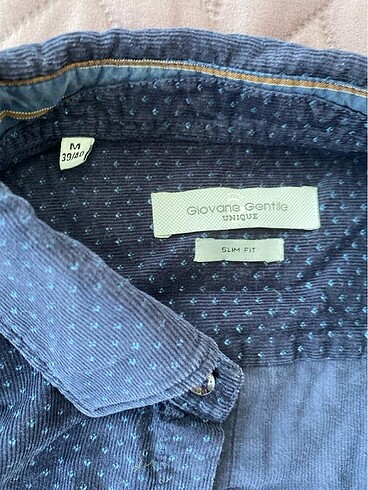 M
39/40
Giovane Gentile
UNIQUE
SLIM FIT